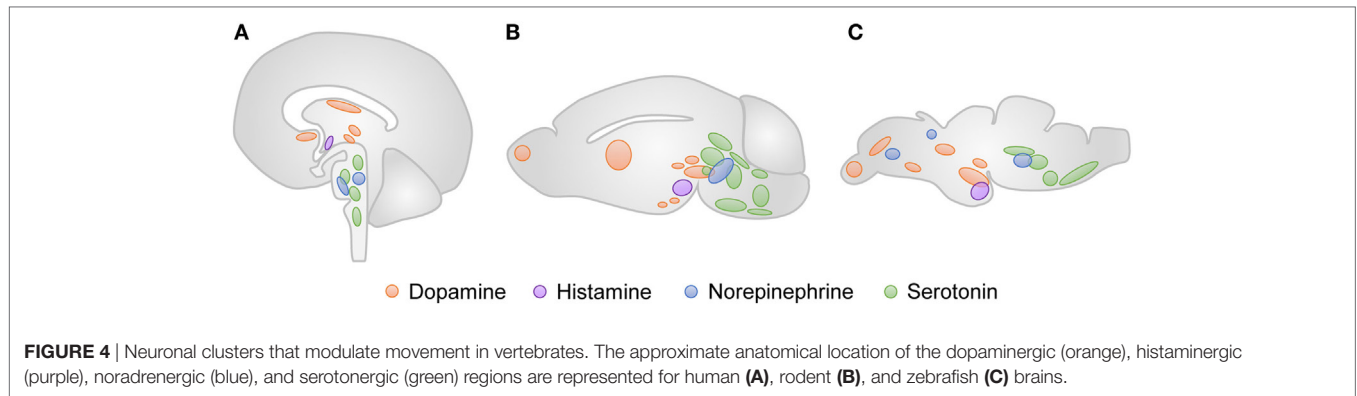 A B C
Dopamine Histamine Norepinephrine Serotonin
FIGURE 4 | Neuronal clusters that modulate movement in vertebrates. The approximate anatomical location of the dopaminergic (orange), histaminergic
(purple), noradrenergic (blue), and serotonergic (green) regions are represented for human (A), rodent (B), and zebrafish (C) brains.